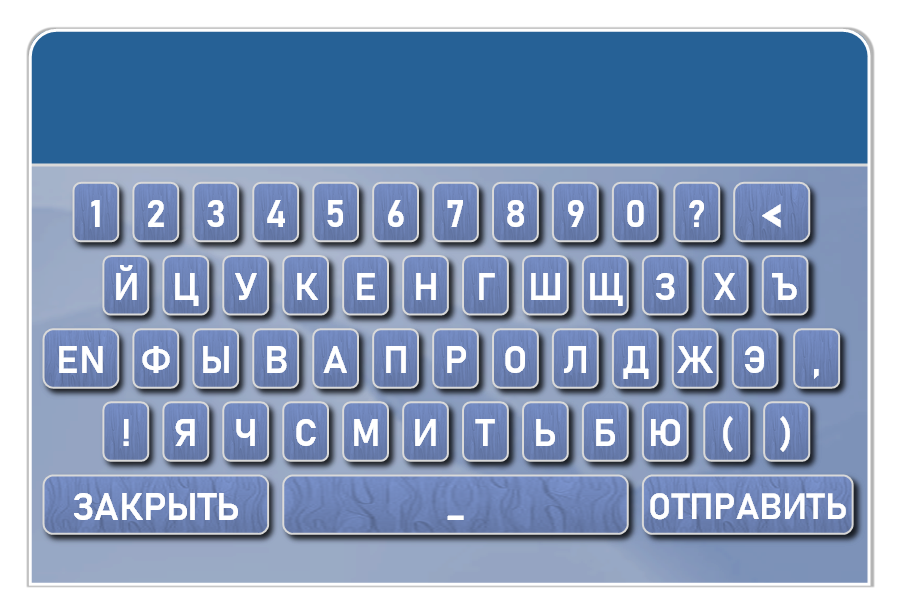 1 2 3 4 5 6 7 8 9 0 ? <
Й Ц У К Е Н Г Ш Щ З Х Ъ
EN Ф Ы В А П Р О Л Д Ж Э ,
! Я Ч С М И Т Ь Б Ю ( )
ЗАКРЫТЬ _ ОТПРАВИТЬ